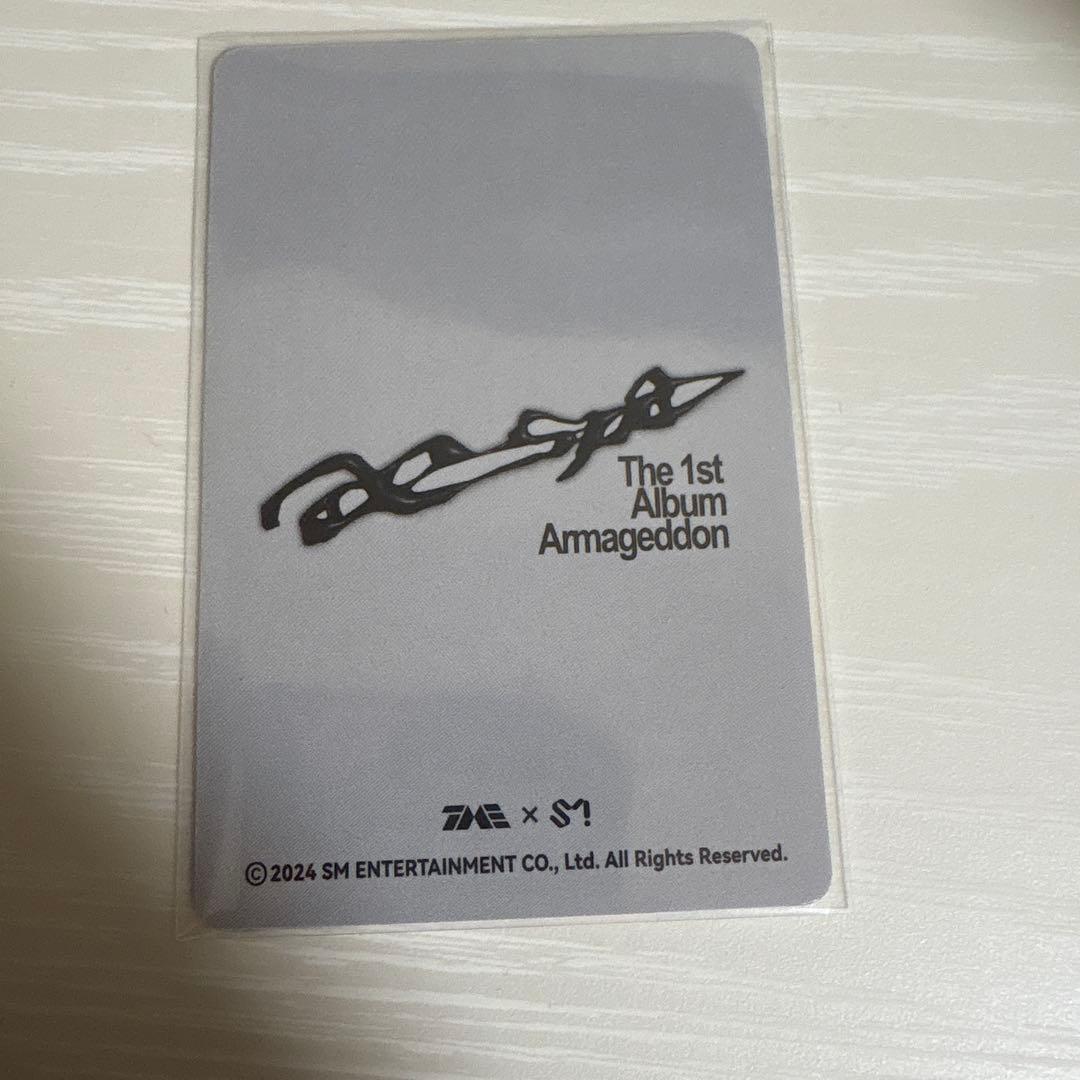 aespa
The 1st
Album
Armageddon
TME × SM!
©2024 SM ENTERTAINMENT CO., Ltd. All Rights Reserved.